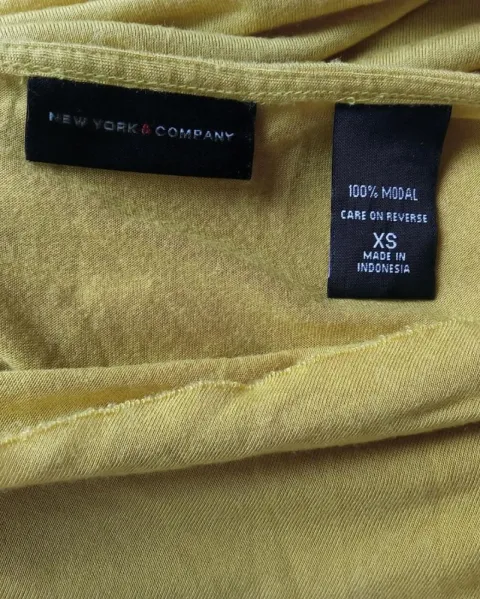 NEW YORK & COMPANY
100% MODAL
CARE ON REVERSE
XS
MADE IN
INDONESIA